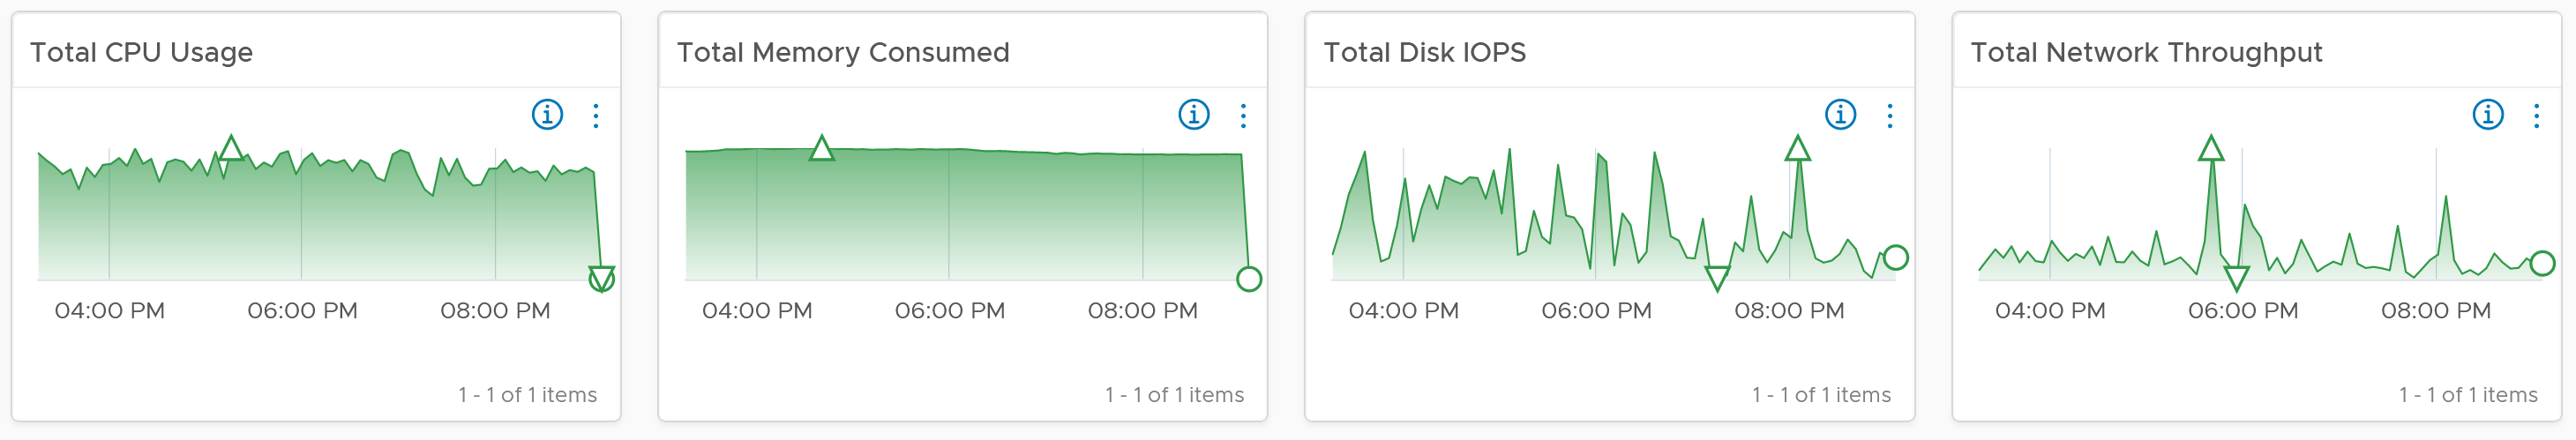 Total CPU Usage
04:00 PM 06:00 PM 08:00 PM
1 - 1 of 1 items
Total Memory Consumed
04:00 PM 06:00 PM 08:00 PM
1 - 1 of 1 items
Total Disk IOPS
04:00 PM 06:00 PM 08:00 PM
1 - 1 of 1 items
Total Network Throughput
04:00 PM 06:00 PM 08:00 PM
1 - 1 of 1 items